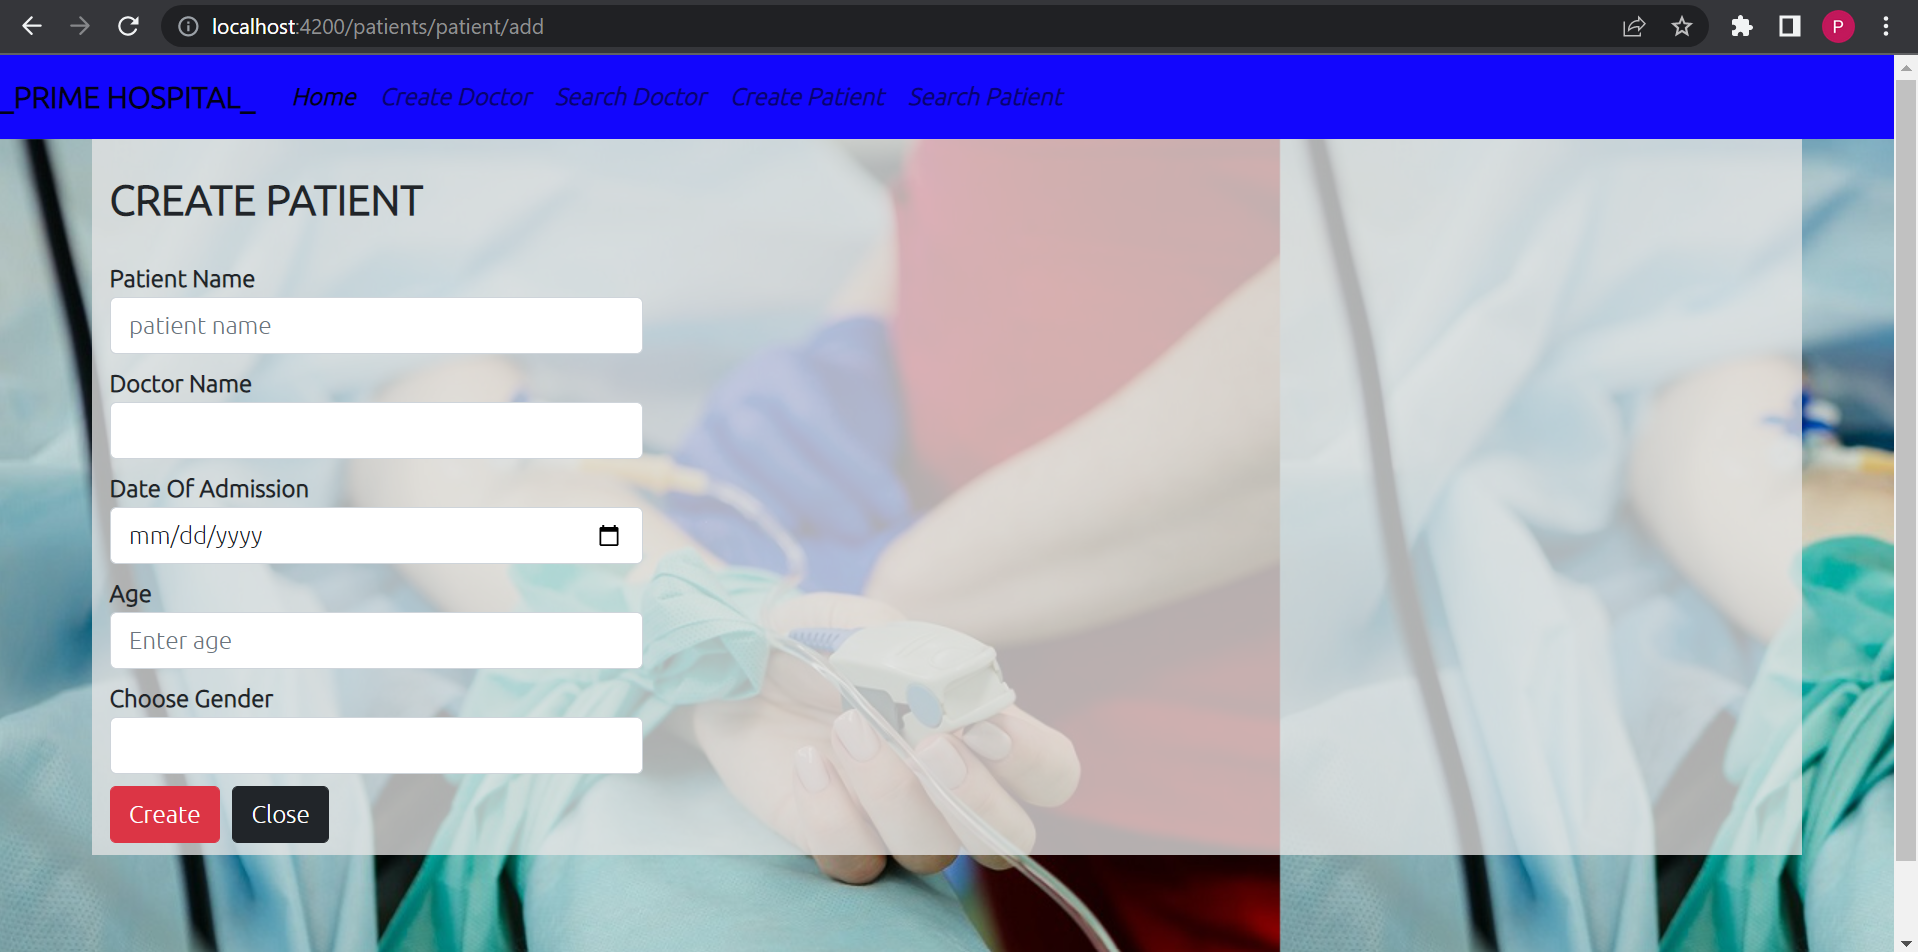 localhost:4200/patients/patient/add
P
_PRIME HOSPITAL_ Home Create Doctor Search Doctor Create Patient Search Patient
CREATE PATIENT
Patient Name
patient name
Doctor Name
Date Of Admission
mm/dd/yyyy
Age
Enter age
Choose Gender
Create Close